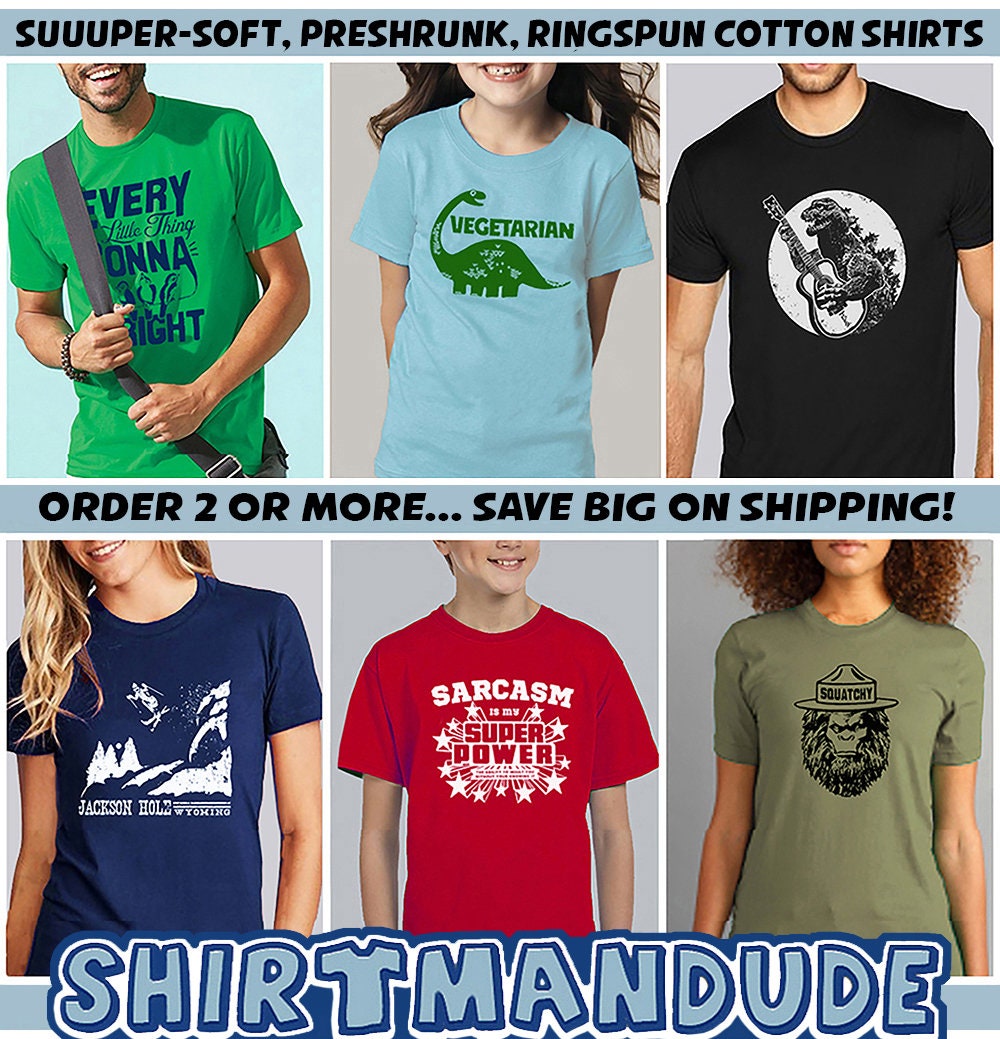 SUUUPER-SOFT, PRESHRUNK, RINGSPUN COTTON SHIRTS
EVERY
Little Thing
ONNA
RIGHT
VEGETARIAN
ORDER 2 OR MORE... SAVE BIG ON SHIPPING!
JACKSON HOLE
WYOMING
SARCASM
is my
SUPER
POWER
SQUATCHY
SHIRTMANDUDE